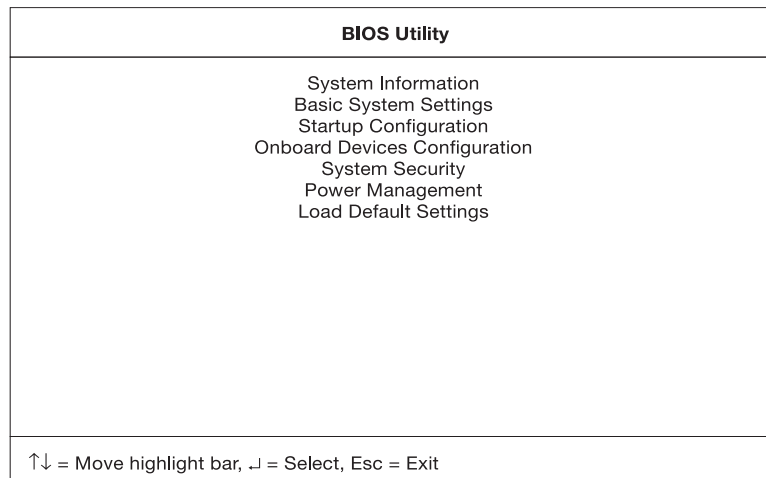 BIOS Utility
System Information
Basic System Settings
Startup Configuration
Onboard Devices Configuration
System Security
Power Management
Load Default Settings
↑↓ = Move highlight bar, ↵ = Select, Esc = Exit